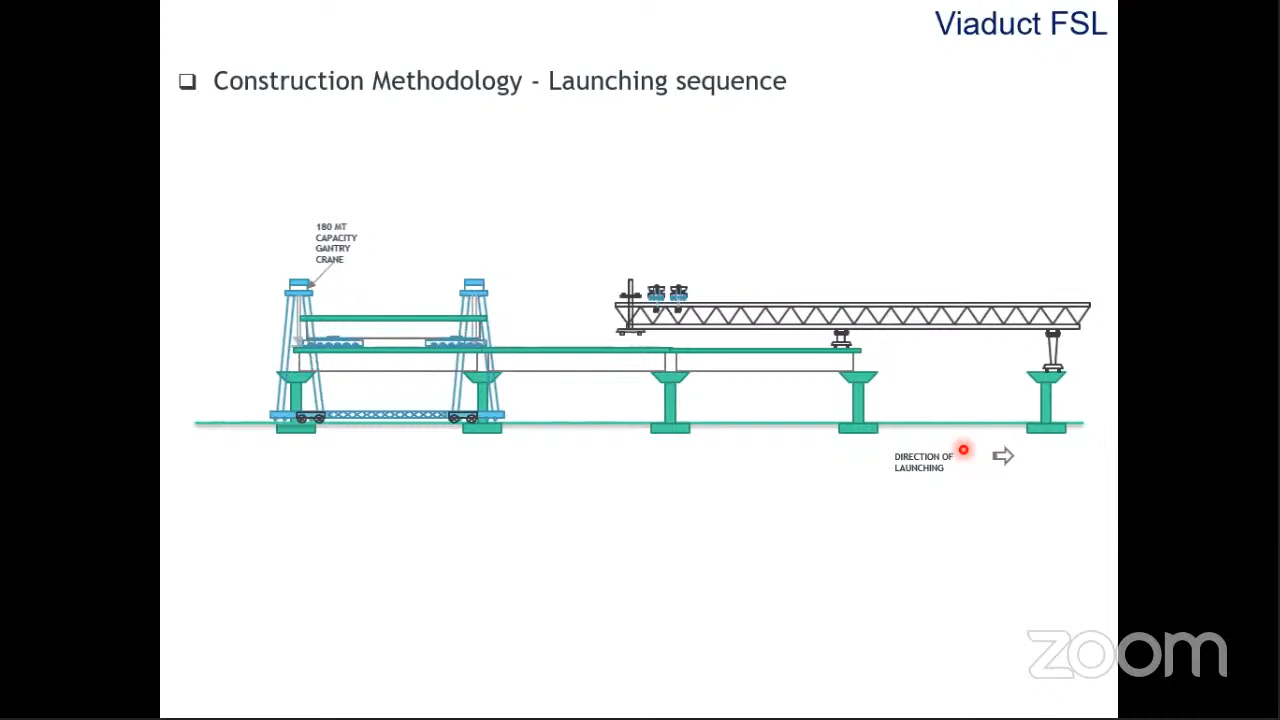 Viaduct FSL
Construction Methodology - Launching sequence
180 MT
CAPACITY
GANTRY
CRANE
DIRECTION OF
LAUNCHING
zoom